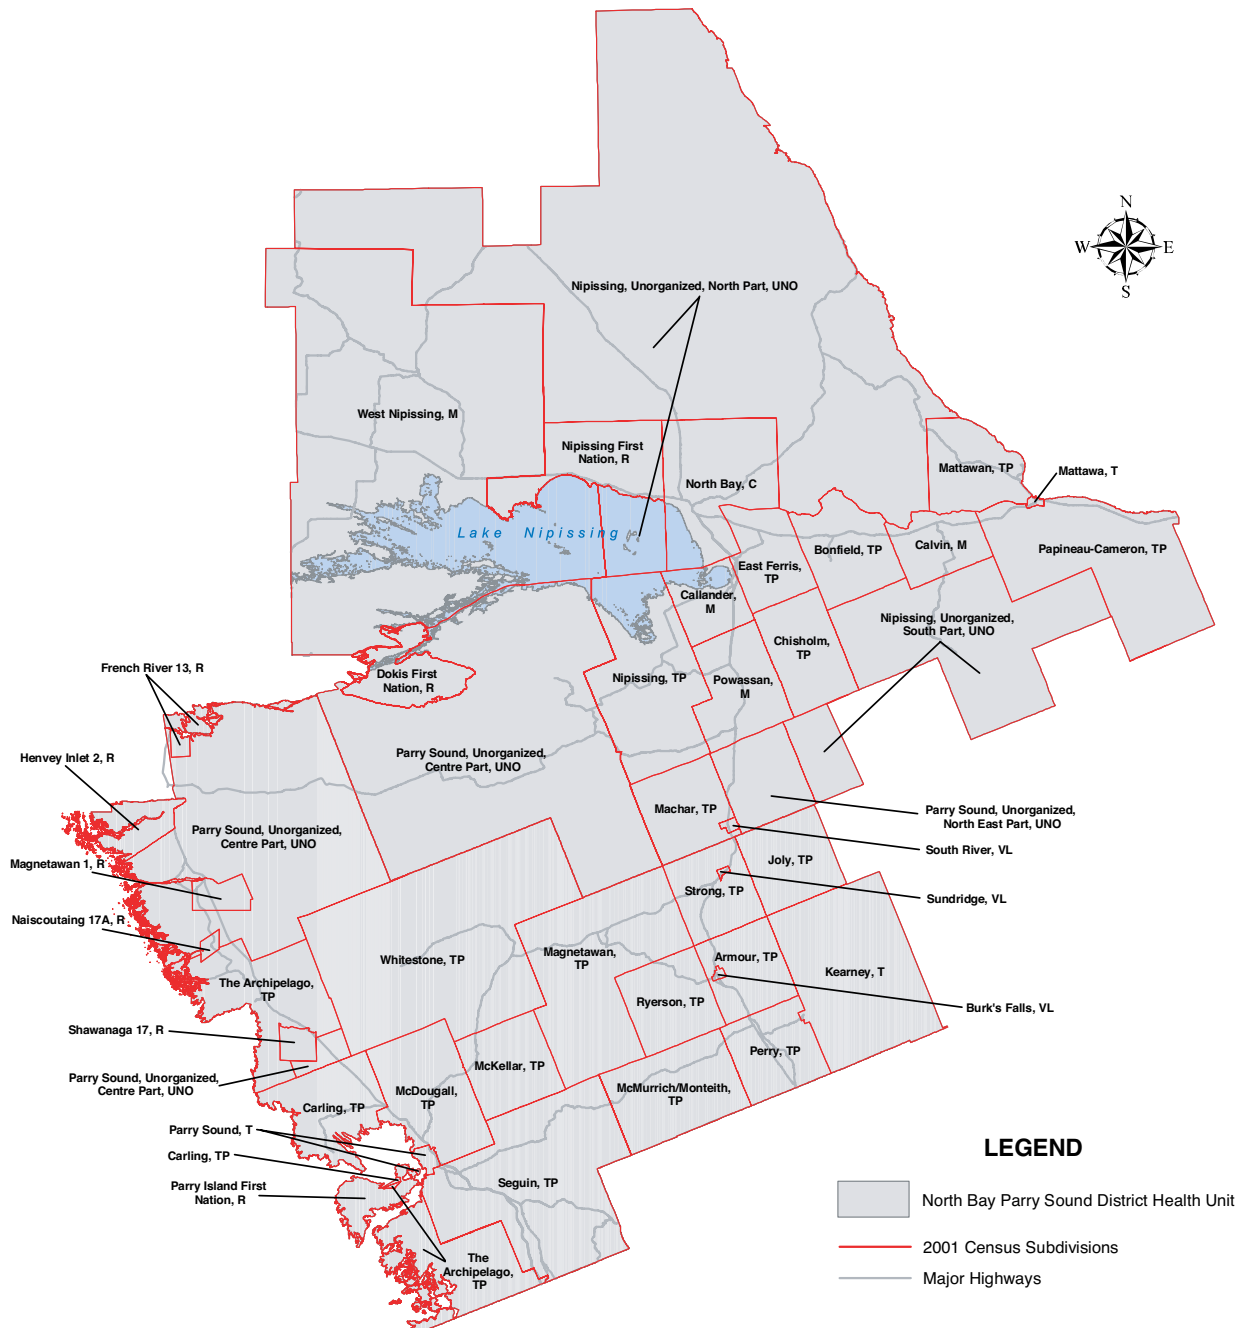 N
W
E
S
Nipissing, Unorganized, North Part, UNO
West Nipissing, M
Nipissing First
Nation, R
North Bay, C
Mattawan, TP
Mattawa, T
Lake Nipissing
Bonfield, TP
Calvin, M
Papineau-Cameron, TP
East Ferris,
TP
Callander,
M
Nipissing, Unorganized,
South Part, UNO
Chisholm,
TP
French River 13, R
Dokis First
Nation, R
Nipissing, TP
Powassan,
M
Henvey Inlet 2, R
Parry Sound, Unorganized,
Centre Part, UNO
Machar, TP
Parry Sound, Unorganized,
North East Part, UNO
Parry Sound, Unorganized,
Centre Part, UNO
South River, VL
Magnetawan 1, R
Joly, TP
Strong, TP
Sundridge, VL
Naiscoutaing 17A, R
Whitestone, TP
Magnetawan,
TP
Armour, TP
Kearney, T
The Archipelago,
TP
Ryerson, TP
Burk's Falls, VL
Shawanaga 17, R
Perry, TP
McKellar, TP
Parry Sound, Unorganized,
Centre Part, UNO
McDougall,
TP
McMurrich/Monteith,
TP
Carling, TP
Parry Sound, T
Carling, TP
Parry Island First
Nation, R
Seguin, TP
The
Archipelago,
TP
LEGEND
North Bay Parry Sound District Health Unit
2001 Census Subdivisions
Major Highways